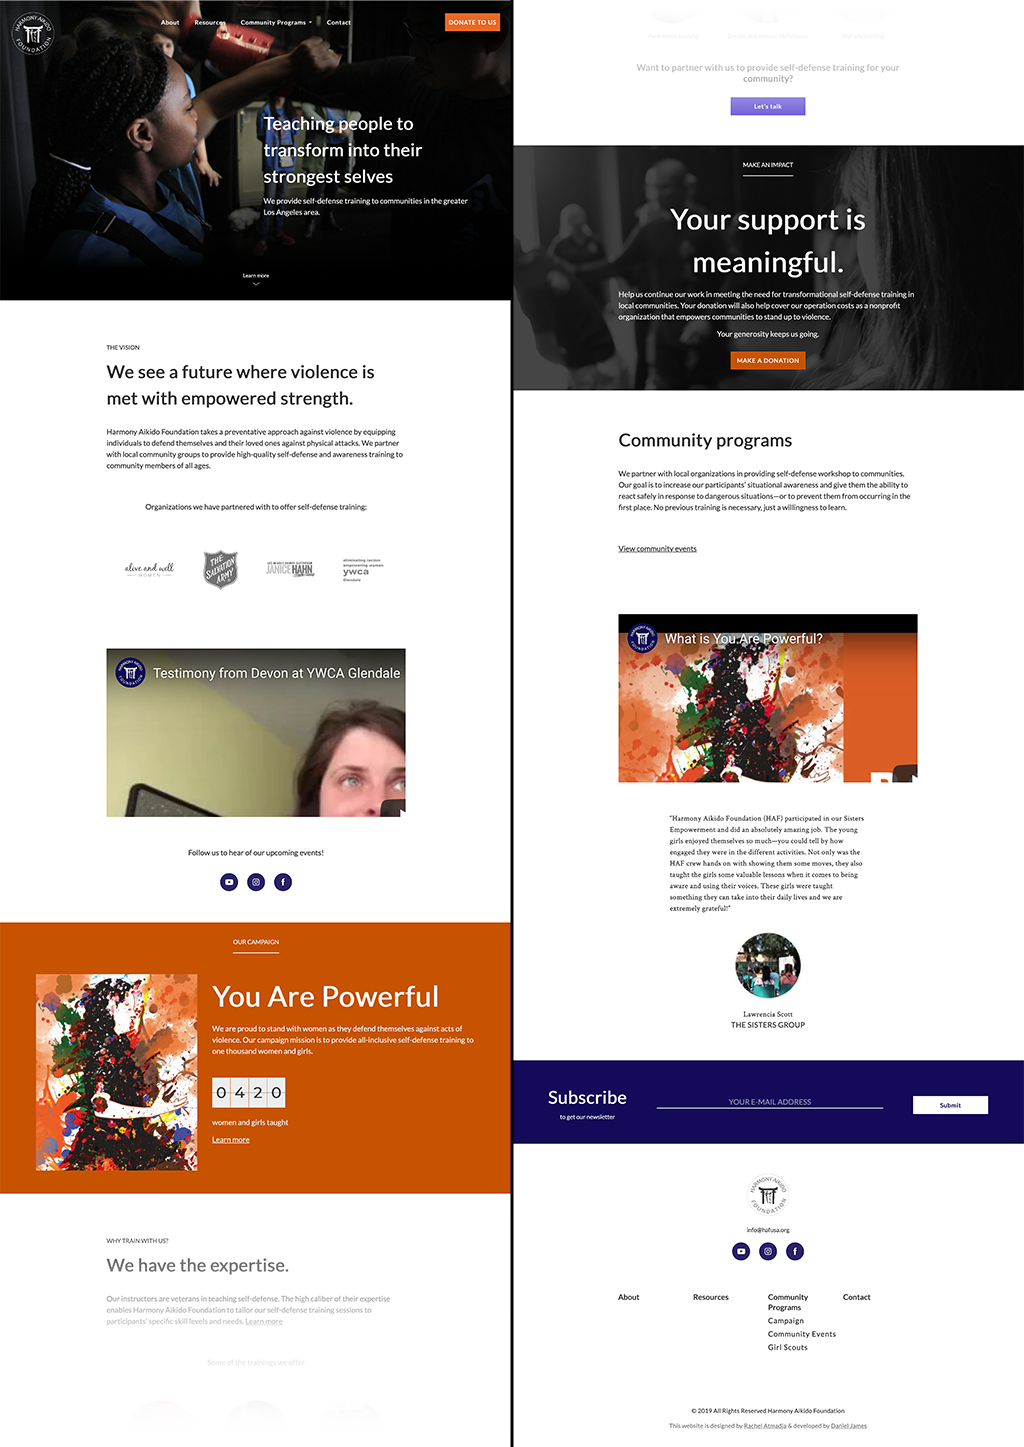 HARMONY AIKIDO FOUNDATION
About
Resources
Community Programs
Contact
DONATE TO US
Teaching people to
transform into their
strongest selves
We provide self-defense training to communities in the greater
Los Angeles area.
Learn more
THE VISION
We see a future where violence is
met with empowered strength.
Harmony Aikido Foundation takes a preventative approach against violence by equipping
individuals to defend themselves and their loved ones against physical attacks. We partner
with local community groups to provide high-quality self-defense and awareness training to
community members of all ages.
Organizations we have partnered with to offer self-defense training:
alive and well
WOMEN
THE
SALVATION
ARMY
JANICE HAHN
eliminating racism
empowering women
ywca
Glendale
HARMONY AIKIDO FOUNDATION
Testimony from Devon at YWCA Glendale
Follow us to hear of our upcoming events!
f
OUR CAMPAIGN
You Are Powerful
We are proud to stand with women as they defend themselves against acts of
violence. Our campaign mission is to provide all-inclusive self-defense training to
one thousand women and girls.
0420
women and girls taught
Learn more
WHY TRAIN WITH US?
We have the expertise.
Our instructors are veterans in teaching self-defense. The high caliber of their expertise
enables Harmony Aikido Foundation to tailor our self-defense training sessions to
participants' specific skill levels and needs. Learn more
Some of the trainings we offer
Want to partner with us to provide self-defense training for your
community?
Let's talk
MAKE AN IMPACT
Your support is
meaningful.
Help us continue our work in meeting the need for transformational self-defense training in
local communities. Your donation will also help cover our operation costs as a nonprofit
organization that empowers communities to stand up to violence.
Your generosity keeps us going.
MAKE A DONATION
Community programs
We partner with local organizations in providing self-defense workshop to communities.
Our goal is to increase our participants' situational awareness and give them the ability to
react safely in response to dangerous situations—or to prevent them from occurring in the
first place. No previous training is necessary, just a willingness to learn.
View community events
HARMONY AIKIDO FOUNDATION
What is You Are Powerful?
"Harmony Aikido Foundation (HAF) participated in our Sisters
Empowerment and did an absolutely amazing job. The young
girls enjoyed themselves so much—you could tell by how
engaged they were in the different activities. Not only was the
HAF crew hands on with showing them some moves, they also
taught the girls some valuable lessons when it comes to being
aware and using their voices. These girls were taught
something they can take into their daily lives and we are
extremely grateful!"
Lawrencia Scott
THE SISTERS GROUP
Subscribe
to get our newsletter
YOUR E-MAIL ADDRESS
Submit
HARMONY AIKIDO FOUNDATION
info@hafusa.org
f
About
Resources
Community
Programs
Campaign
Community Events
Girl Scouts
Contact
© 2019 All Rights Reserved Harmony Aikido Foundation
This website is designed by Rachel Atmadja & developed by Daniel James